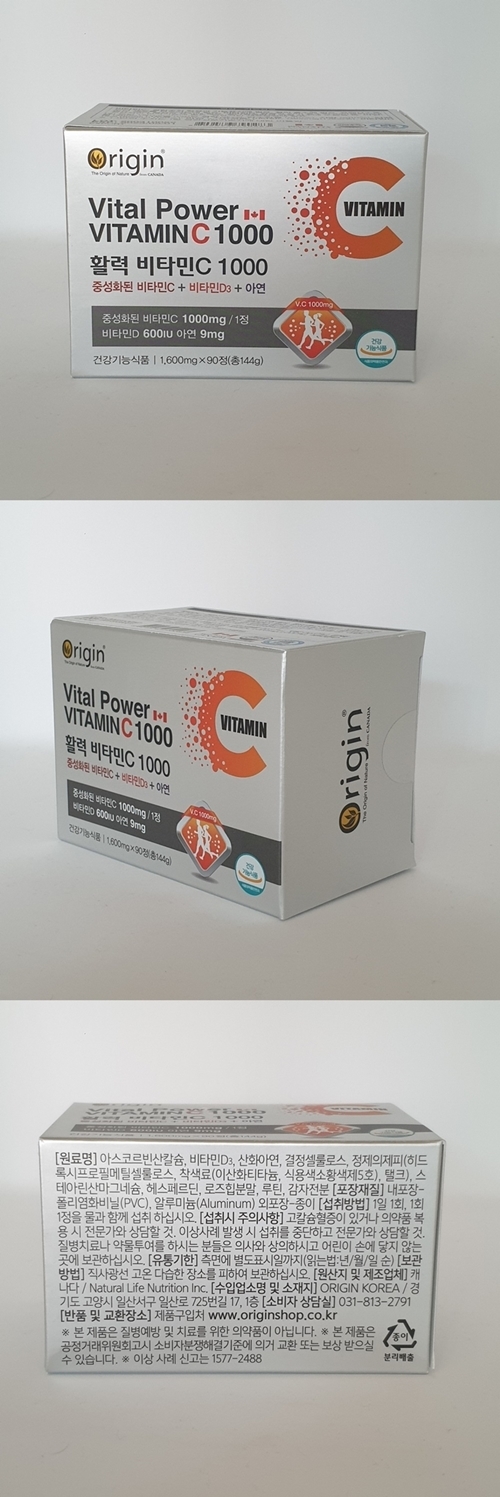 Origin
The Origin of Nature from CANADA
Vital Power
VITAMIN C 1000
활력 비타민C 1000
중성화된 비타민C + 비타민D3 + 아연
중성화된 비타민C 1000mg / 1정
비타민D 600IU 아연 9mg
건강기능식품 | 1,600mg×90정(총144g)
VITAMIN
V.C 1000mg
건강
기능식품
Origin
Vital Power
VITAMIN C 1000
활력 비타민C 1000
중성화된 비타민C + 비타민D3 + 아연
중성화된 비타민C 1000mg / 1정
비타민D 600IU 아연 9mg
건강기능식품 | 1,600mg×90정(총144g)
VITAMIN
V.C 1000mg
건강
기능식품
Origin
The Origin of Nature from CANADA
VITAMIN C 1000
활력 비타민C 1000
[원료명] 아스코르빈산칼슘, 비타민D3, 산화아연, 결정셀룰로스, 정제의제피(히드
록시프로필메틸셀룰로스, 착색료(이산화티타늄, 식용색소황색제5호), 탤크), 스
테아린산마그네슘, 헤스페르딘, 로즈힙분말, 루틴, 감자전분 [포장재질] 내포장-
폴리염화비닐(PVC), 알루미늄(Aluminum) 외포장-종이 [섭취방법] 1일 1회, 1회
1정을 물과 함께 섭취 하십시오. [섭취시 주의사항] 고칼슘혈증이 있거나 의약품 복
용 시 전문가와 상담할 것. 이상사례 발생 시 섭취를 중단하고 전문가와 상담할 것.
질병치료나 약물투여를 하시는 분들은 의사와 상의하시고 어린이 손에 닿지 않는
곳에 보관하십시오. [유통기한] 측면에 별도표시일까지(읽는법:년/월/일 순) [보관
방법] 직사광선 고온 다습한 장소를 피하여 보관하십시오. [원산지 및 제조업체] 캐
나다 / Natural Life Nutrition Inc. [수입업소명 및 소재지] ORIGIN KOREA / 경
기도 고양시 일산서구 일산로 725번길 17, 1층 [소비자 상담실] 031-813-2791
[반품 및 교환장소] 제품구입처 www.originshop.co.kr
※ 본 제품은 질병예방 및 치료를 위한 의약품이 아닙니다. ※ 본 제품은
공정거래위원회고시 소비자분쟁해결기준에 의거 교환 또는 보상 받으실
수 있습니다. ※ 이상 사례 신고는 1577-2488
종이
분리배출